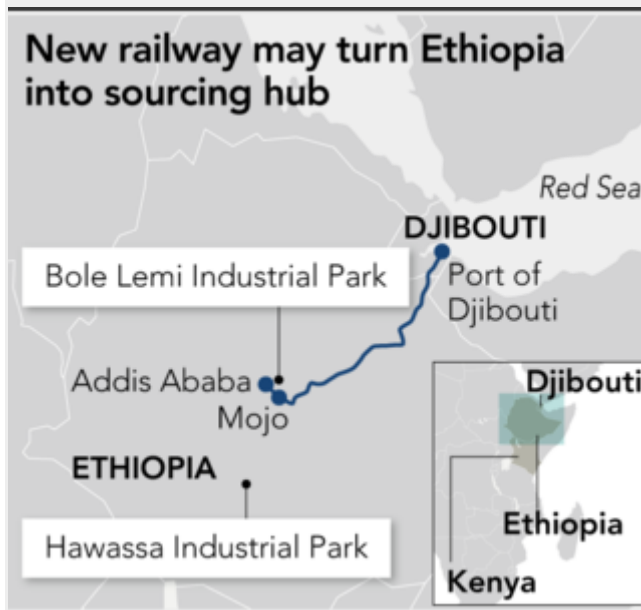 New railway may turn Ethiopia
into sourcing hub
Red Sea
DJIBOUTI
Bole Lemi Industrial Park
Port of
Djibouti
Addis Ababa
Mojo
Djibouti
ETHIOPIA
Ethiopia
Hawassa Industrial Park
Kenya